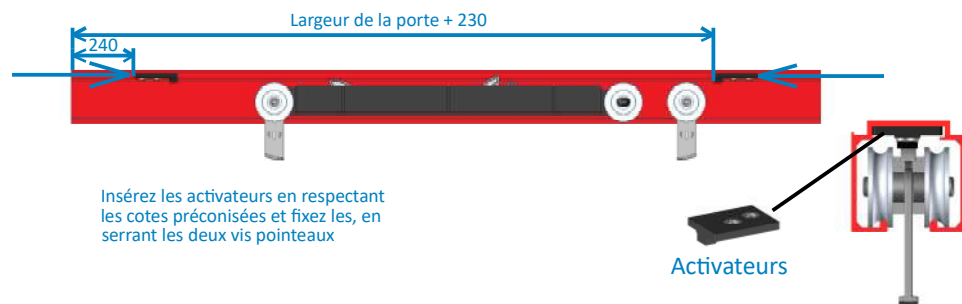 Largeur de la porte + 230
240
Insérez les activateurs en respectant
les cotes préconisées et fixez les, en
serrant les deux vis pointeaux
Activateurs